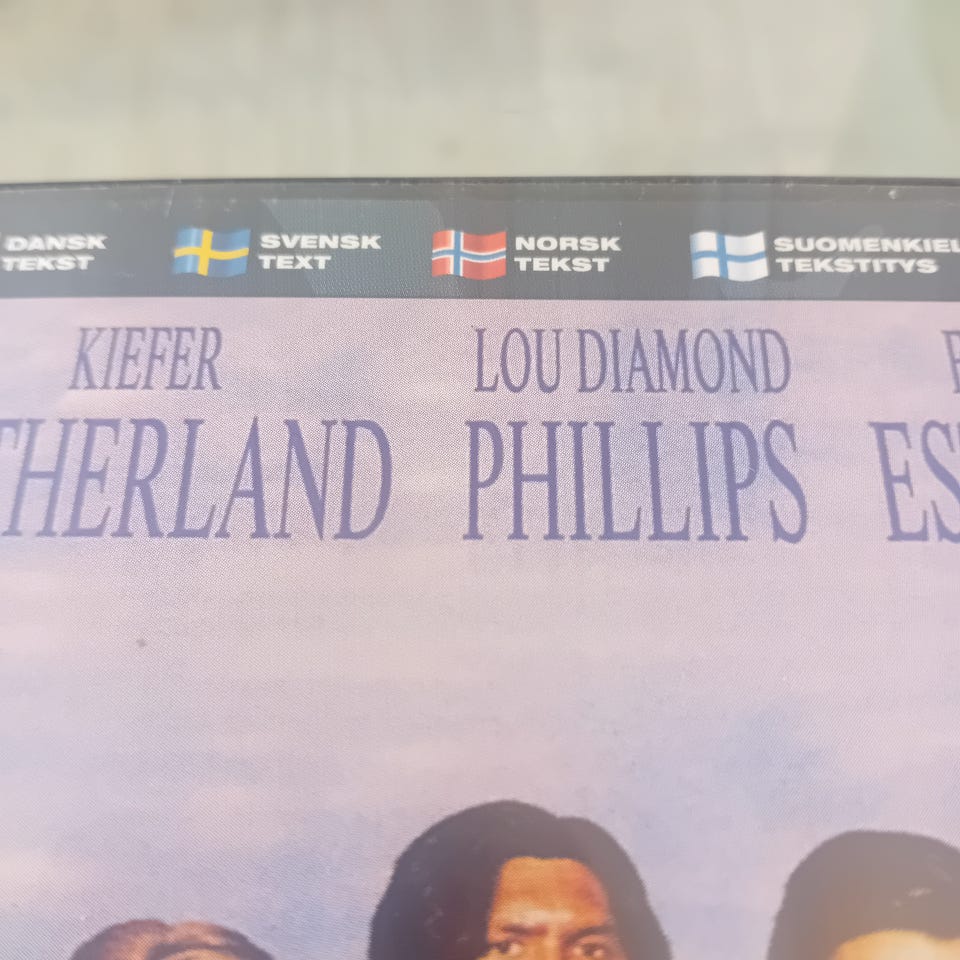 DANSK TEKST
SVENSK TEXT
NORSK TEKST
SUOMENKIEL TEKSTITYS
KIEFER LOU DIAMOND
THERLAND PHILLIPS ES